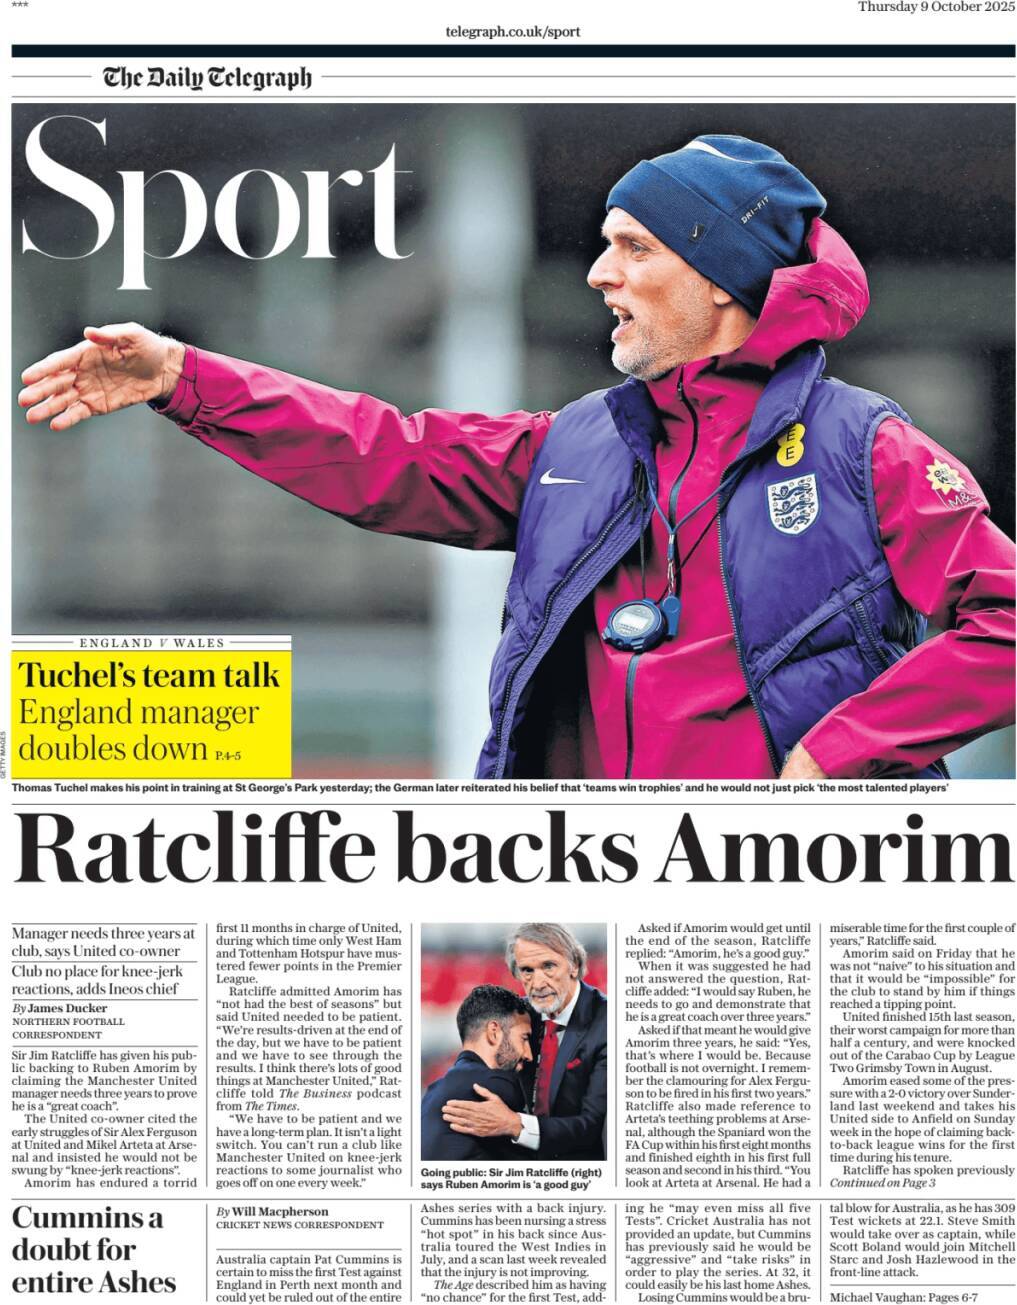 ***
Thursday 9 October 2025
telegraph.co.uk/sport
The Daily Telegraph
Sport
DRI-FIT
EE
M&S
ENGLAND V WALES
Tuchel’s team talk
England manager
doubles down P.4-5
GETTY IMAGES
Thomas Tuchel makes his point in training at St George’s Park yesterday; the German later reiterated his belief that ‘teams win trophies’ and he would not just pick ‘the most talented players’
Ratcliffe backs Amorim
Manager needs three years at
club, says United co-owner
Club no place for knee-jerk
reactions, adds Ineos chief
By James Ducker
NORTHERN FOOTBALL
CORRESPONDENT
Sir Jim Ratcliffe has given his pub-
lic backing to Ruben Amorim by
claiming the Manchester United
manager needs three years to prove
he is a “great coach”.
The United co-owner cited the
early struggles of Sir Alex Ferguson
at United and Mikel Arteta at Arse-
nal and insisted he would not be
swung by “knee-jerk reactions”.
Amorim has endured a torrid
first 11 months in charge of United,
during which time only West Ham
and Tottenham Hotspur have mus-
tered fewer points in the Premier
League.
Ratcliffe admitted Amorim has
“not had the best of seasons” but
said United needed to be patient.
“We’re results-driven at the end of
the day, but we have to be patient
and we have to see through the
results. I think there’s lots of good
things at Manchester United,” Rat-
cliffe told The Business podcast
from The Times.
“We have to be patient and we
have a long-term plan. It isn’t a light
switch. You can’t run a club like
Manchester United on knee-jerk
reactions to some journalist who
goes off on one every week.”
Going public: Sir Jim Ratcliffe (right)
says Ruben Amorim is ‘a good guy’
Asked if Amorim would get until
the end of the season, Ratcliffe
replied: “Amorim, he’s a good guy.”
When it was suggested he had
not answered the question, Rat-
cliffe added: “I would say Ruben, he
needs to go and demonstrate that
he is a great coach over three years.”
Asked if that meant he would give
Amorim three years, he said: “Yes,
that’s where I would be. Because
football is not overnight. I remem-
ber the clamouring for Alex Fergu-
son to be fired in his first two years.”
Ratcliffe also made reference to
Arteta’s teething problems at Arse-
nal, although the Spaniard won the
FA Cup within his first eight months
and finished eighth in his first full
season and second in his third. “You
look at Arteta at Arsenal. He had a
miserable time for the first couple of
years,” Ratcliffe said.
Amorim said on Friday that he
was not “naive” to his situation and
that it would be “impossible” for
the club to stand by him if things
reached a tipping point.
United finished 15th last season,
their worst campaign for more than
half a century, and were knocked
out of the Carabao Cup by League
Two Grimsby Town in August.
Amorim eased some of the pres-
sure with a 2-0 victory over Sunder-
land last weekend and takes his
United side to Anfield on Sunday
week in the hope of claiming back-
to-back league wins for the first
time during his tenure.
Ratcliffe has spoken previously
Continued on Page 3
Cummins a
doubt for
entire Ashes
By Will Macpherson
CRICKET NEWS CORRESPONDENT
Australia captain Pat Cummins is
certain to miss the first Test against
England in Perth next month and
could yet be ruled out of the entire
Ashes series with a back injury.
Cummins has been nursing a stress
“hot spot” in his back since Aus-
tralia toured the West Indies in
July, and a scan last week revealed
that the injury is not improving.
The Age described him as having
“no chance” for the first Test, add-
ing he “may even miss all five
Tests”. Cricket Australia has not
provided an update, but Cummins
has previously said he would be
“aggressive” and “take risks” in
order to play the series. At 32, it
could easily be his last home Ashes.
Losing Cummins would be a bru-
tal blow for Australia, as he has 309
Test wickets at 22.1. Steve Smith
would take over as captain, while
Scott Boland would join Mitchell
Starc and Josh Hazlewood in the
front-line attack.
Michael Vaughan: Pages 6-7